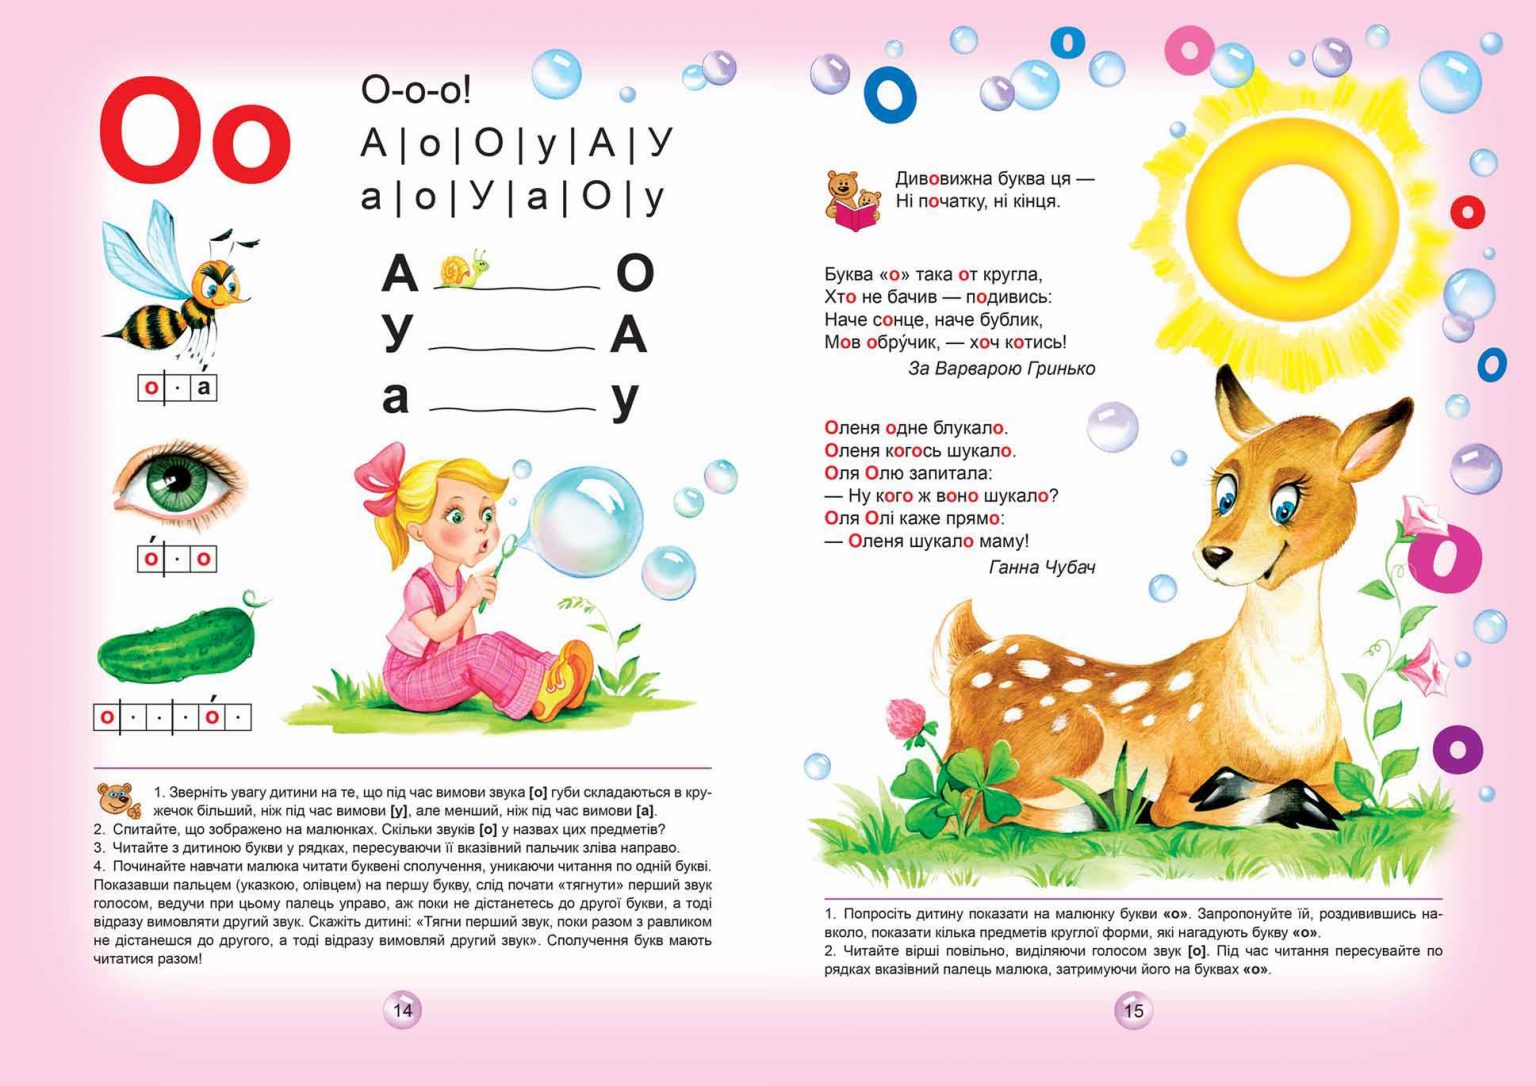 Оо
О-о-о!
А | о | О | у | А | У
а | о | У | а | О | у
А О
У А
а у
о · а́
о́ · о
о · · · о́ ·
1. Зверніть увагу дитини на те, що під час вимови звука [о] губи складаються в кру-
жечок більший, ніж під час вимови [у], але менший, ніж під час вимови [а].
2. Спитайте, що зображено на малюнках. Скільки звуків [о] у назвах цих предметів?
3. Читайте з дитиною букви у рядках, пересуваючи її вказівний пальчик зліва направо.
4. Починайте навчати малюка читати буквені сполучення, уникаючи читання по одній букві.
Показавши пальцем (указкою, олівцем) на першу букву, слід почати «тягнути» перший звук
голосом, ведучи при цьому палець управо, аж поки не дістанетесь до другої букви, а тоді
відразу вимовляти другий звук. Скажіть дитині: «Тягни перший звук, поки разом з равликом
не дістанешся до другого, а тоді відразу вимовляй другий звук». Сполучення букв мають
читатися разом!
14
о
о
о
о
о
о
о
Дивовижна буква ця —
Ні початку, ні кінця.
Буква «о» така от кругла,
Хто не бачив — подивись:
Наче сонце, наче бублик,
Мов обру́чик, — хоч котись!
За Варварою Гринько
Оленя одне блукало.
Оленя когось шукало.
Оля Олю запитала:
— Ну кого ж воно шукало?
Оля Олі каже прямо:
— Оленя шукало маму!
Ганна Чубач
1. Попросіть дитину показати на малюнку букви «о». Запропонуйте їй, роздивившись на-
вколо, показати кілька предметів круглої форми, які нагадують букву «о».
2. Читайте вірші повільно, виділяючи голосом звук [о]. Під час читання пересувайте по
рядках вказівний палець малюка, затримуючи його на буквах «о».
15